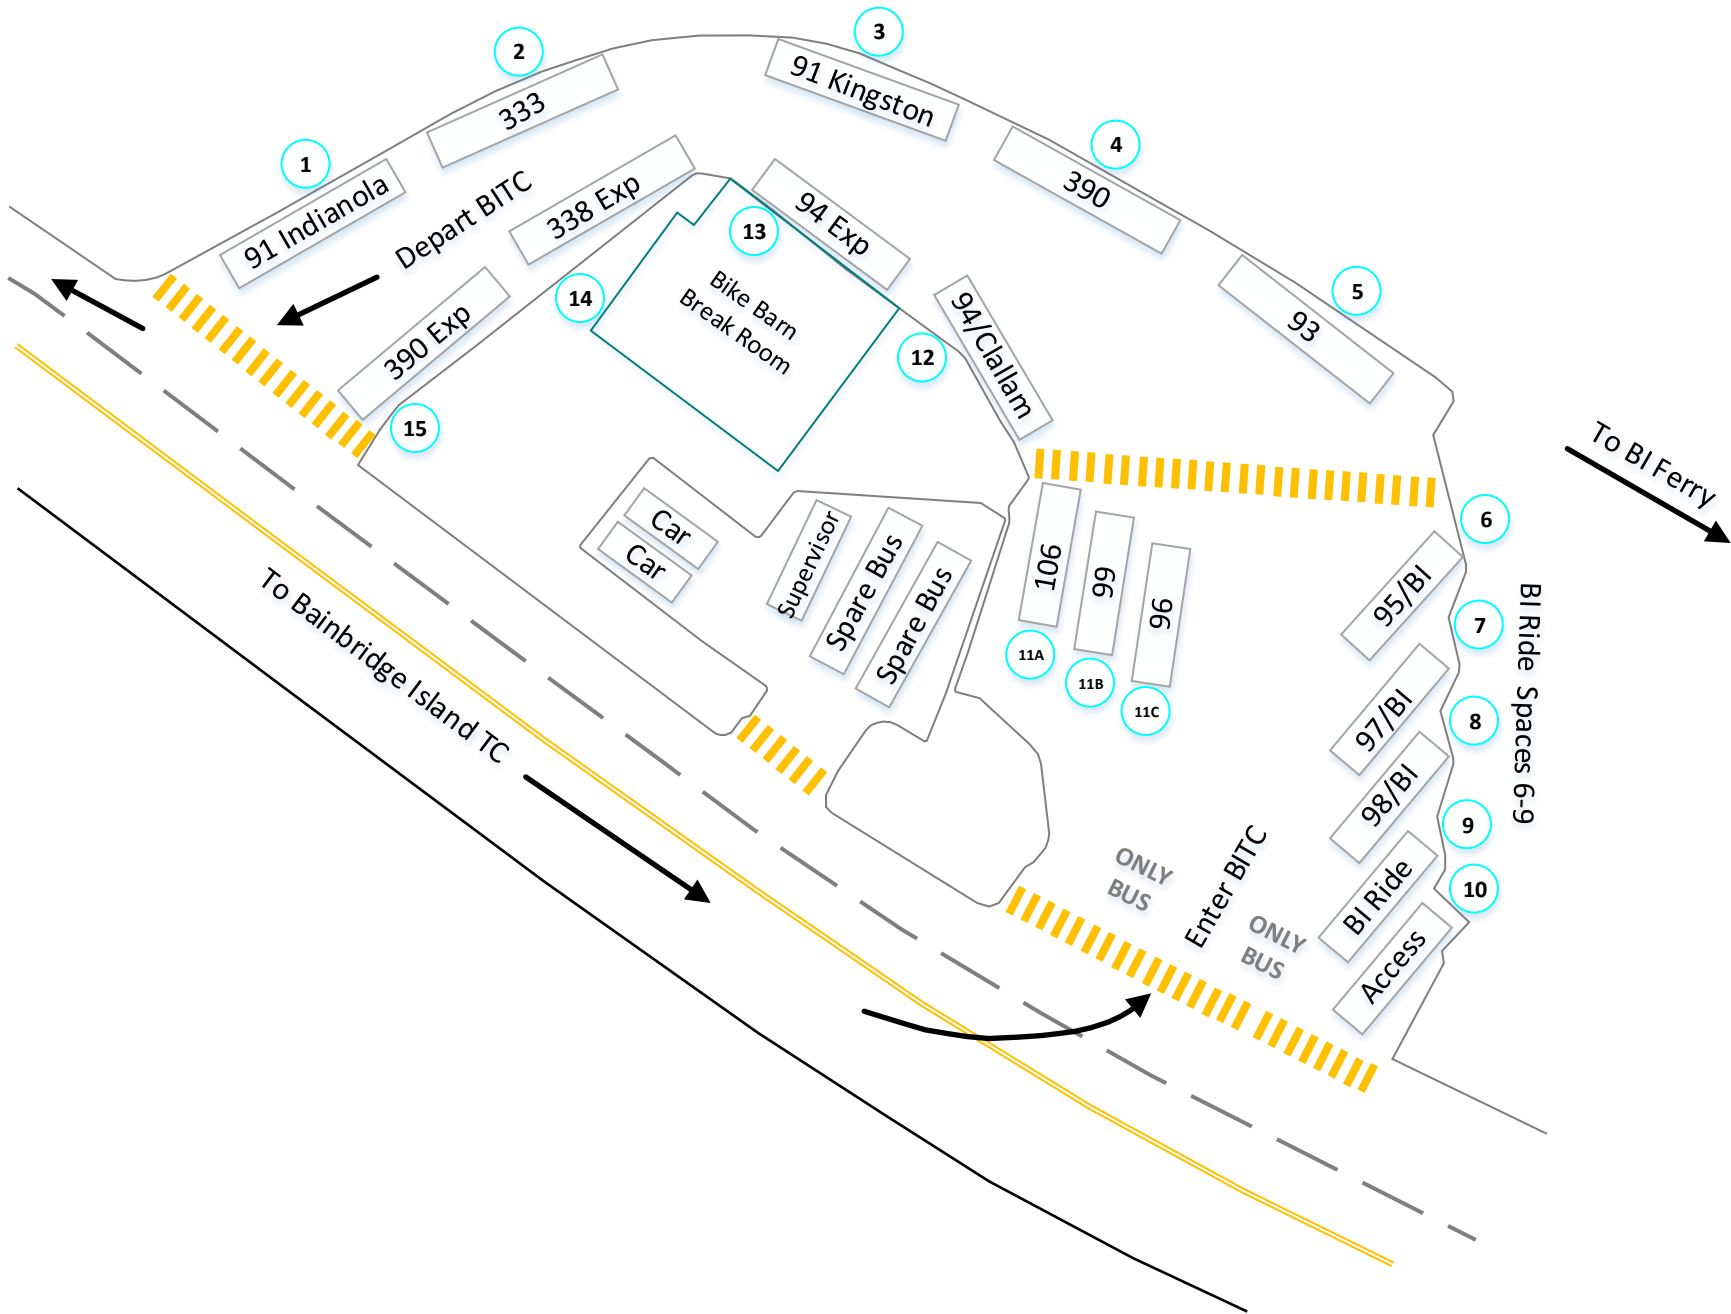 3
2
91 Kingston
333
4
1
390
91 Indianola
Depart BITC
338 Exp
94 Exp
13
5
14
Bike Barn
Break Room
93
94/Clallam
390 Exp
12
15
To BI Ferry
6
Car
Car
Supervisor
Spare Bus
Spare Bus
106
99
96
11A
11B
11C
95/BI
7
97/BI
8
98/BI
9
BI Ride
10
Access
BI Ride Spaces 6-9
To Bainbridge Island TC
ONLY
BUS
Enter BITC
ONLY
BUS